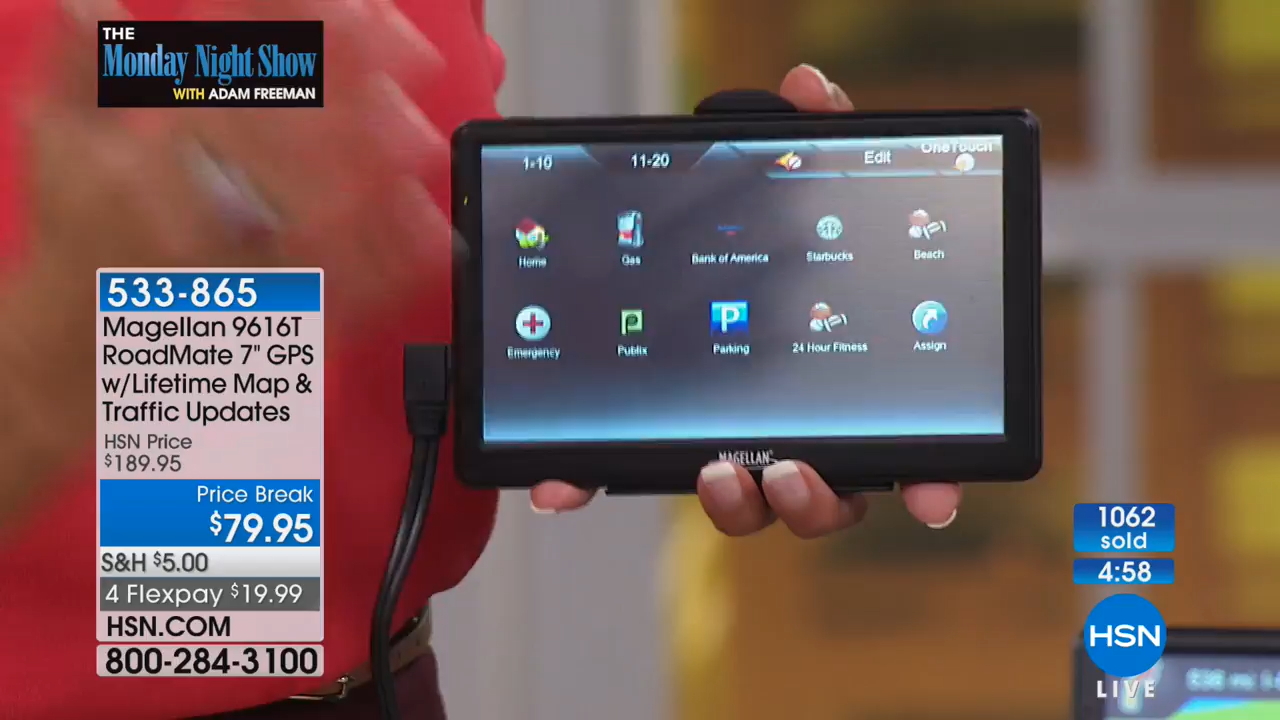 THE
Monday Night Show
WITH ADAM FREEMAN
533-865
Magellan 9616T
RoadMate 7" GPS
w/Lifetime Map &
Traffic Updates
HSN Price
$189.95
Price Break
$79.95
S&H $5.00
4 Flexpay $19.99
HSN.COM
800-284-3100
1-10 11-20 Edit OneTouch
Home Gas Bank of America Starbucks Beach
P P
Emergency Publix Parking 24 Hour Fitness Assign
MAGELLAN
1062
sold
4:58
HSN
LIVE